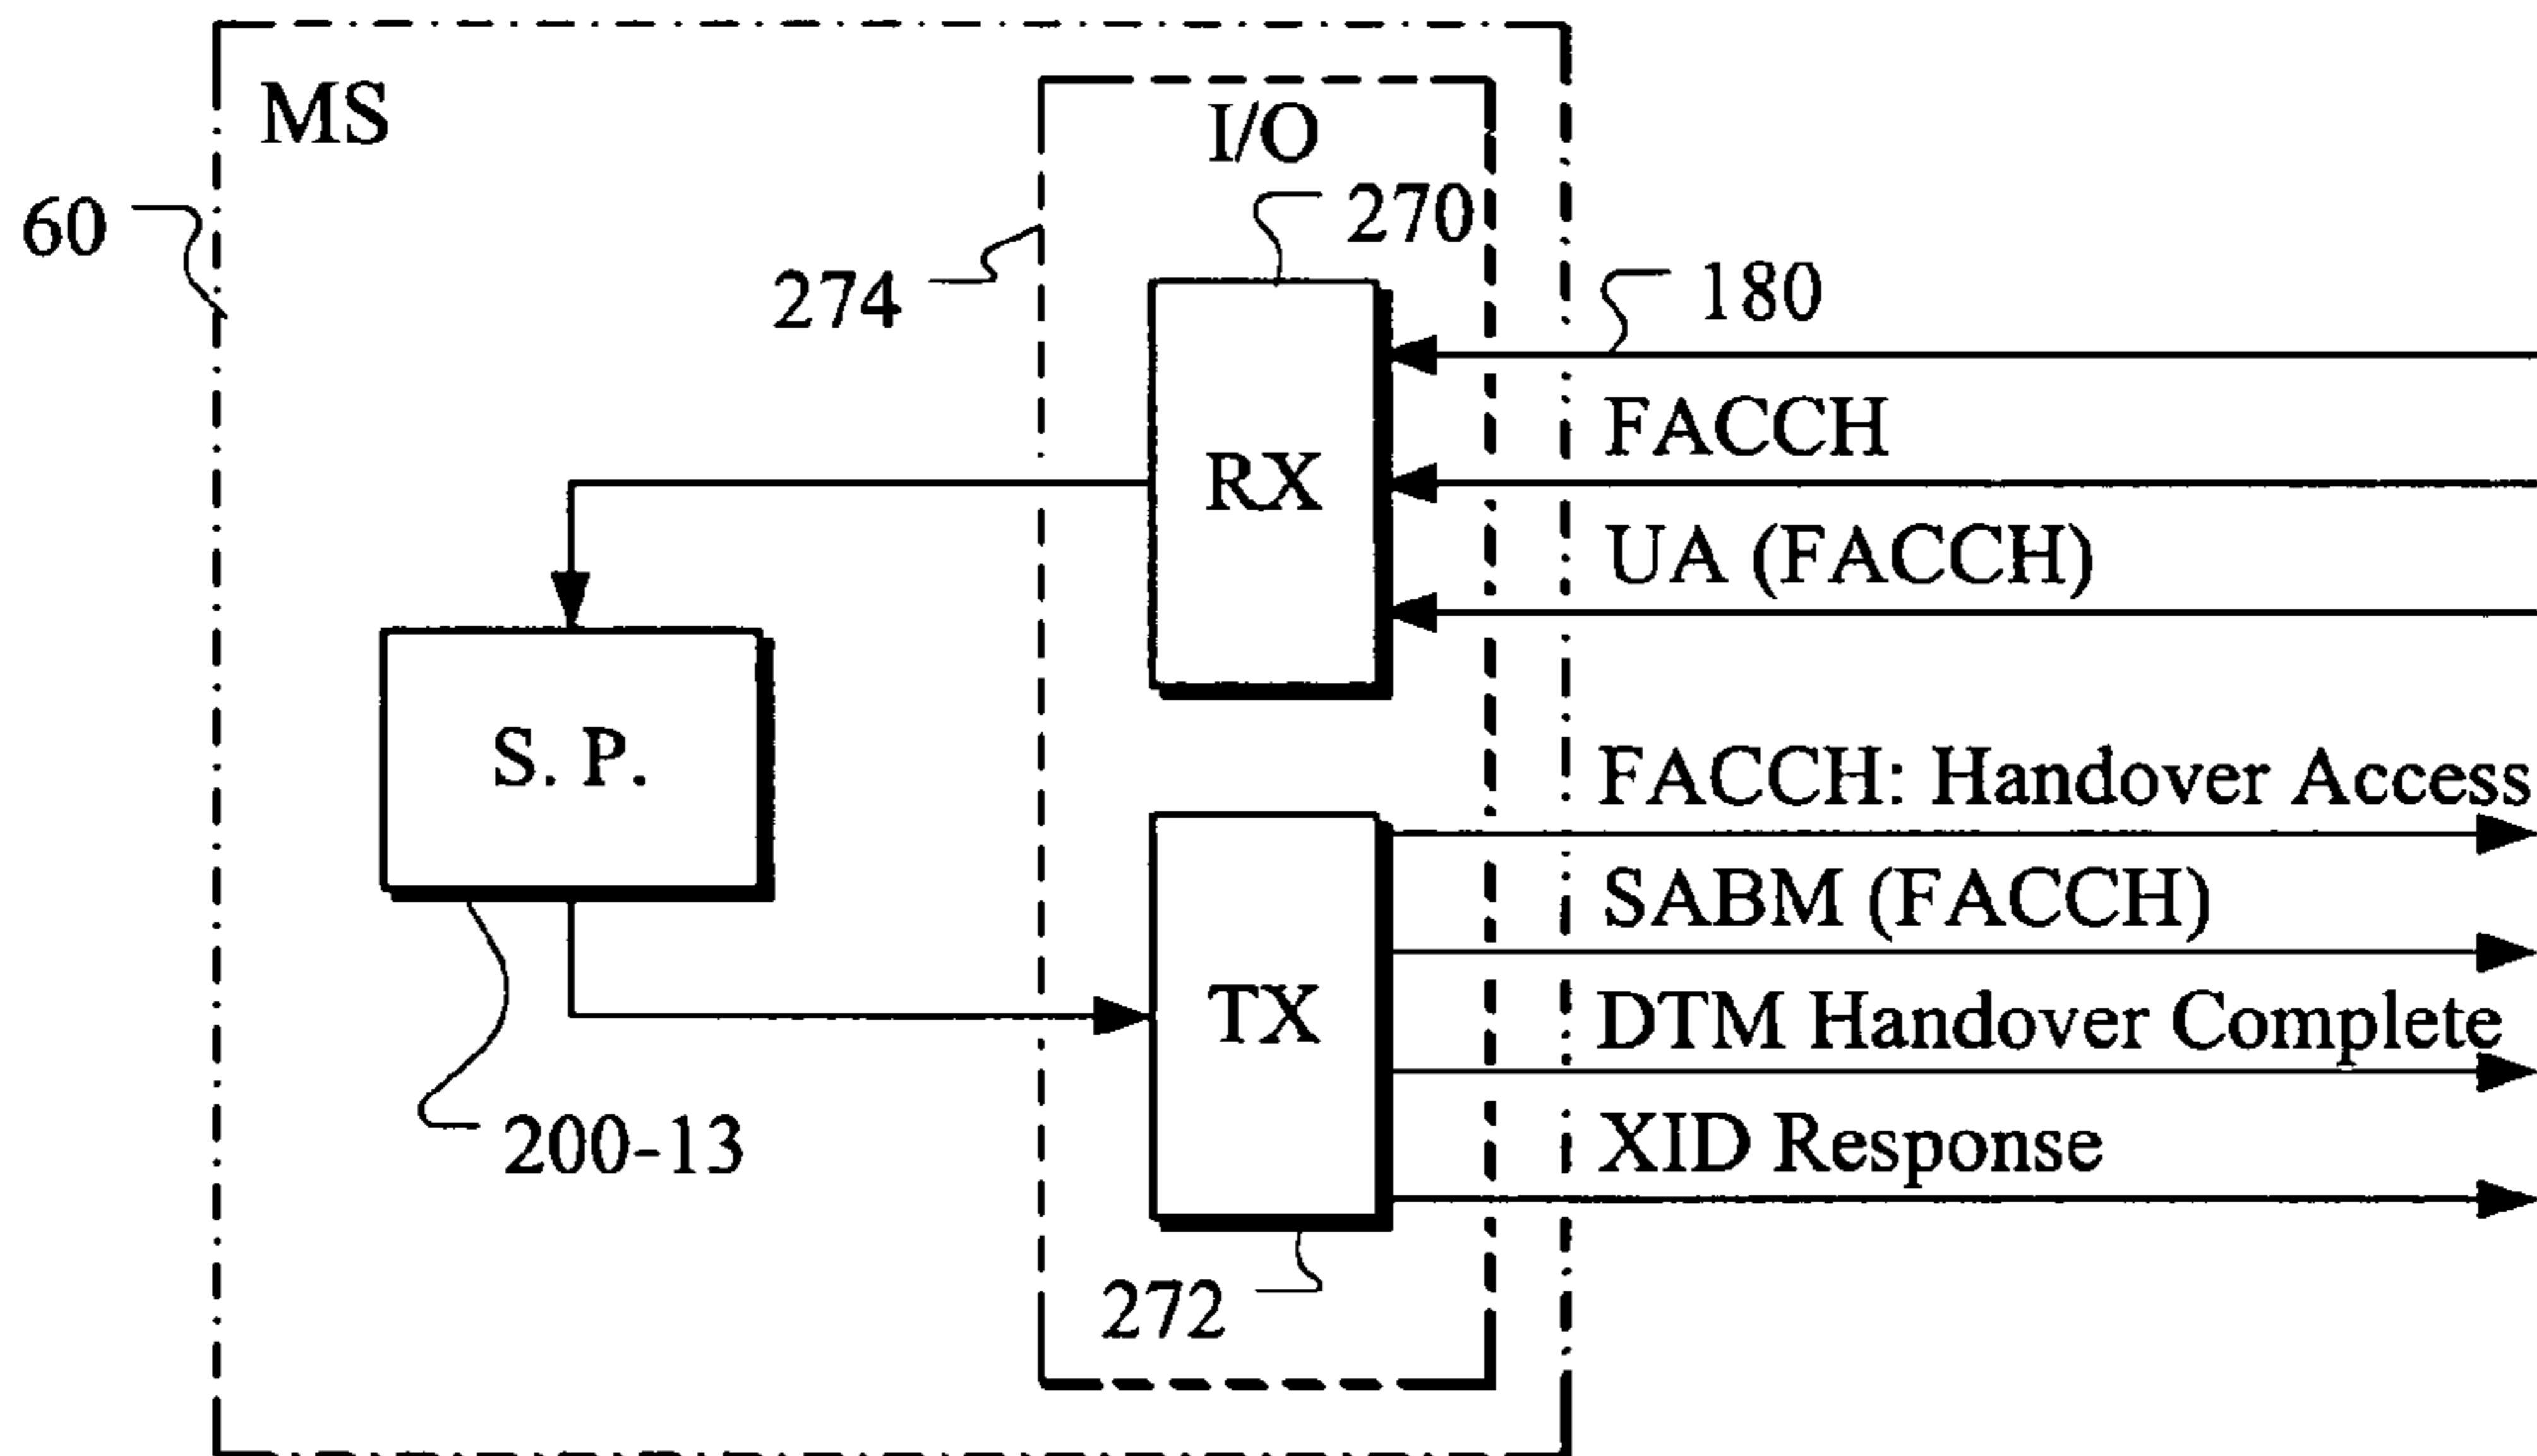 MS
I/O
60
270
274
180
FACCH
RX
UA (FACCH)
S. P.
FACCH: Handover Access
SABM (FACCH)
TX
DTM Handover Complete
200-13
XID Response
272